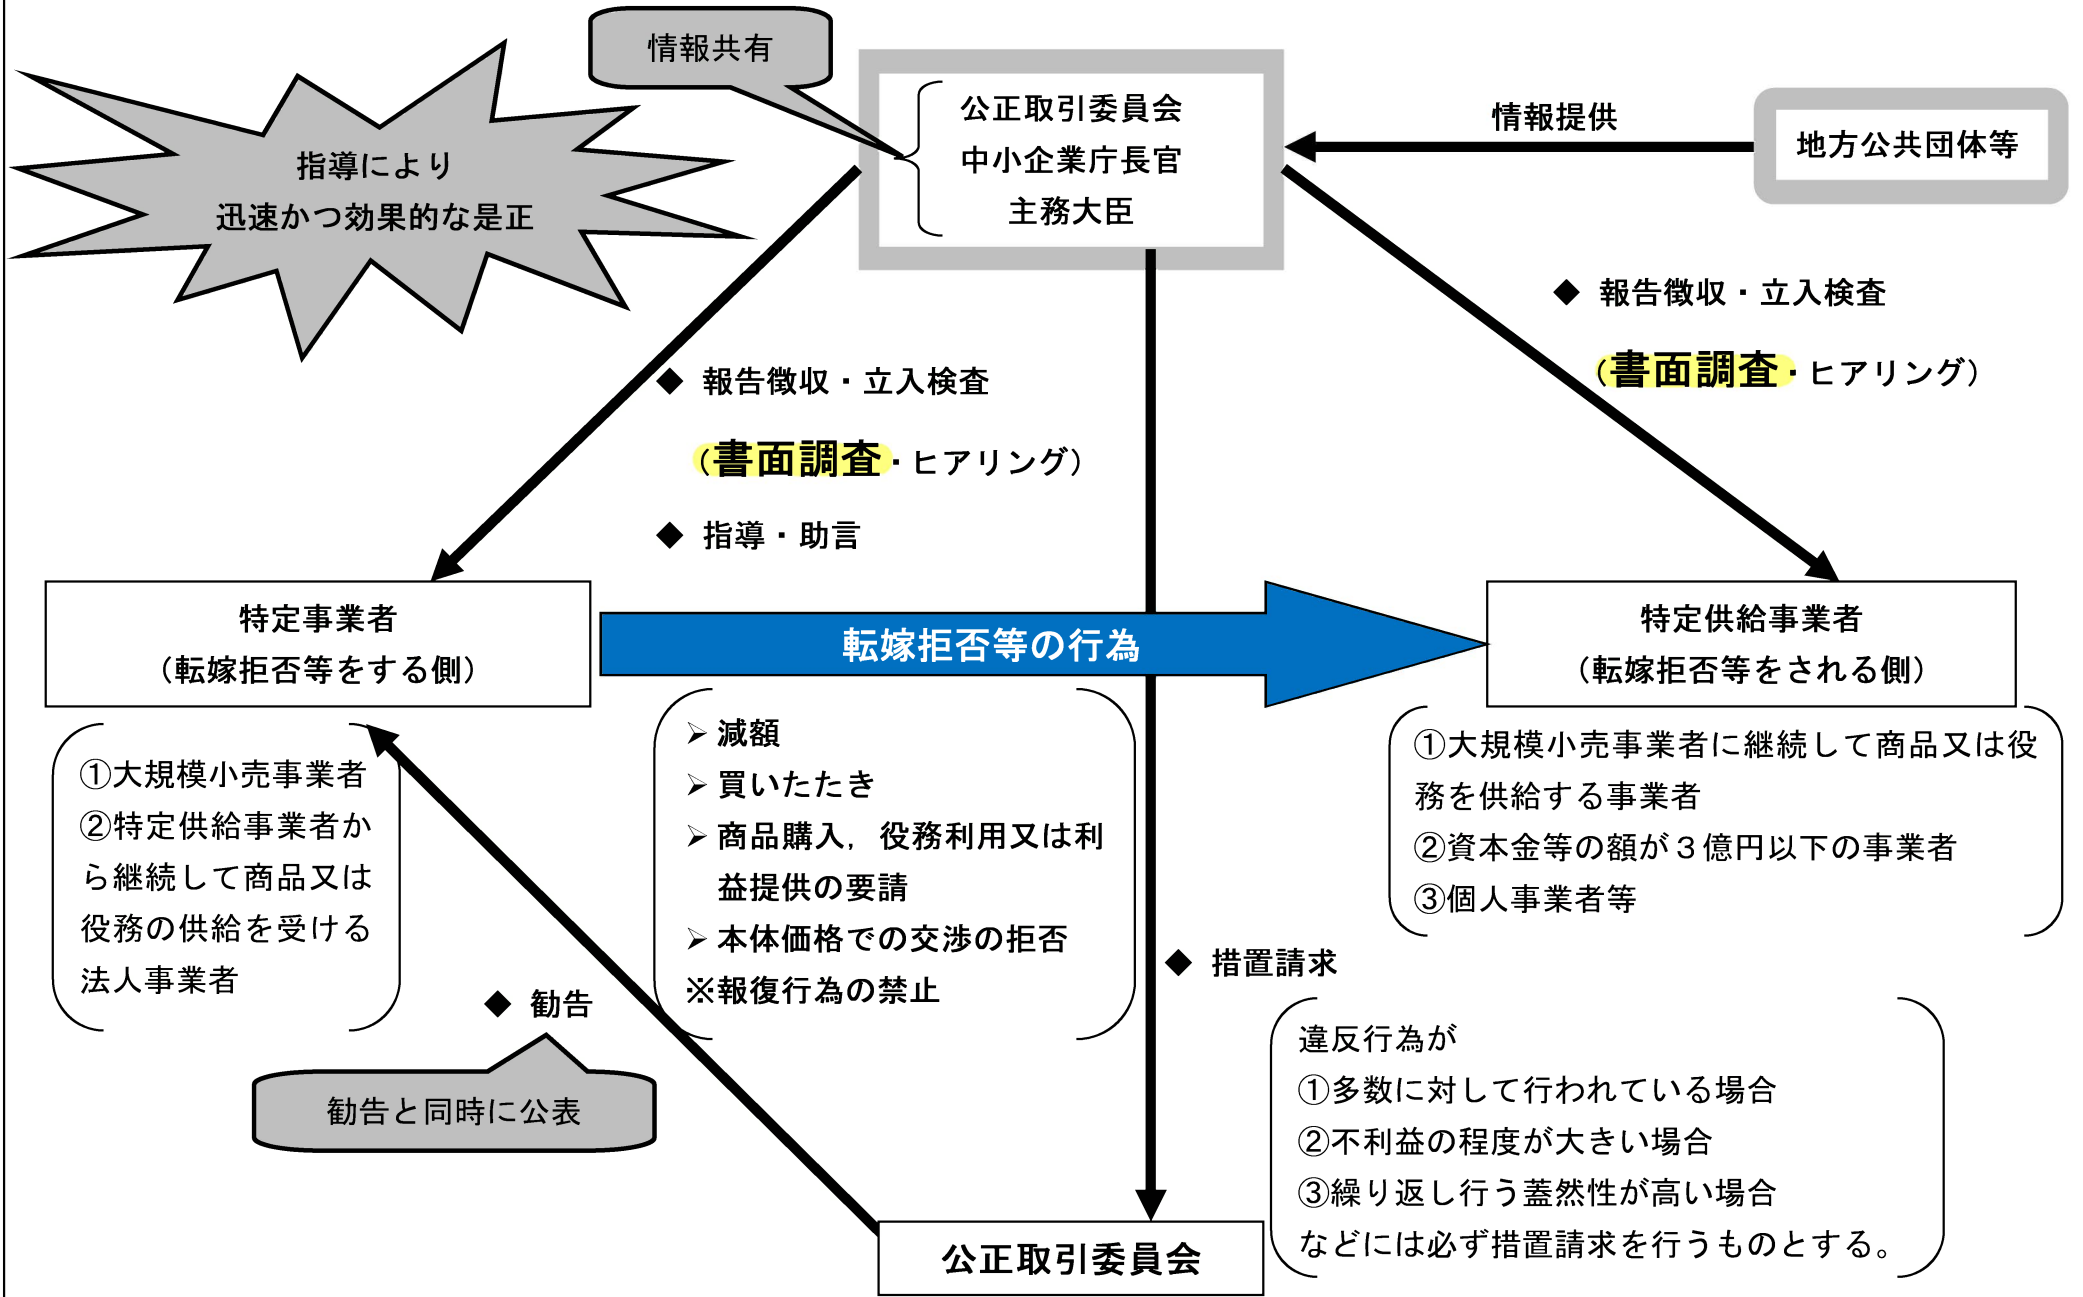 情報共有
公正取引委員会
中小企業庁長官
主務大臣
情報提供
地方公共団体等
指導により
迅速かつ効果的な是正
◆ 報告徴収・立入検査
（書面調査・ヒアリング）
◆ 報告徴収・立入検査
（書面調査・ヒアリング）
◆ 指導・助言
特定事業者
（転嫁拒否等をする側）
転嫁拒否等の行為
特定供給事業者
（転嫁拒否等をされる側）
①大規模小売事業者
②特定供給事業者か
ら継続して商品又は
役務の供給を受ける
法人事業者
➢ 減額
➢ 買いたたき
➢ 商品購入，役務利用又は利
益提供の要請
➢ 本体価格での交渉の拒否
※報復行為の禁止
①大規模小売事業者に継続して商品又は役
務を供給する事業者
②資本金等の額が３億円以下の事業者
③個人事業者等
◆ 措置請求
◆ 勧告
勧告と同時に公表
違反行為が
①多数に対して行われている場合
②不利益の程度が大きい場合
③繰り返し行う蓋然性が高い場合
などには必ず措置請求を行うものとする。
公正取引委員会